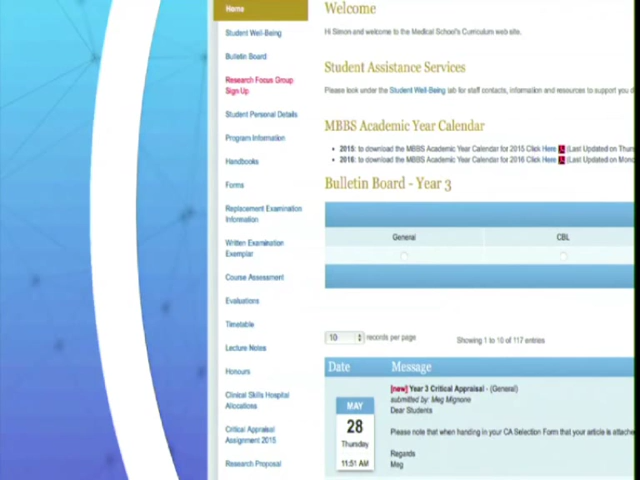 Home
Student Well-Being
Bulletin Board
Research Focus Group
Sign Up
Student Personal Details
Program Information
Handbooks
Forms
Replacement Examination
Information
Written Examination
Exemplar
Course Assessment
Evaluations
Timetable
Lecture Notes
Honours
Clinical Skills Hospital
Allocations
Critical Appraisal
Assignment 2015
Research Proposal
Welcome
Hi Simon and welcome to the Medical School's Curriculum web site.
Student Assistance Services
Please look under the Student Well-Being tab for staff contacts, information and resources to support you d
MBBS Academic Year Calendar
• 2015: to download the MBBS Academic Year Calendar for 2015 Click Here (Last Updated on Thurs
• 2016: to download the MBBS Academic Year Calendar for 2016 Click Here (Last Updated on Mond
Bulletin Board - Year 3
General CBL
10 records per page Showing 1 to 10 of 117 entries
Date Message
[new] Year 3 Critical Appraisal - (General)
submitted by: Meg Mignone
Dear Students
MAY
28
Thursday
11:51 AM
Please note that when handing in your CA Selection Form that your article is attache
Regards
Meg